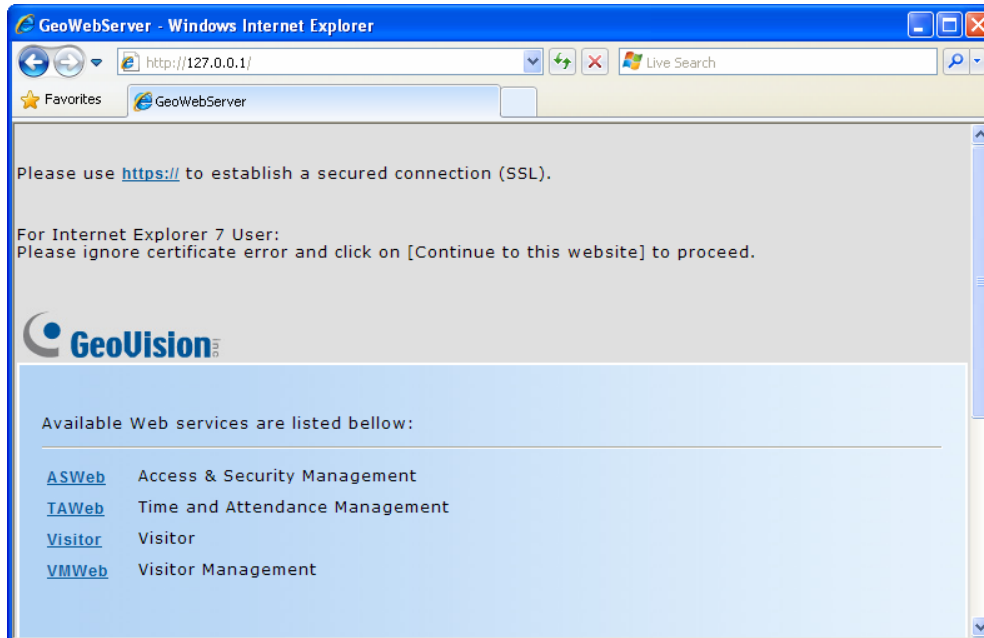 GeoWebServer - Windows Internet Explorer
http://127.0.0.1/
Live Search
Favorites
GeoWebServer
Please use https:// to establish a secured connection (SSL).
For Internet Explorer 7 User:
Please ignore certificate error and click on [Continue to this website] to proceed.
GeoVision inc
Available Web services are listed bellow:
ASWeb Access & Security Management
TAWeb Time and Attendance Management
Visitor Visitor
VMWeb Visitor Management